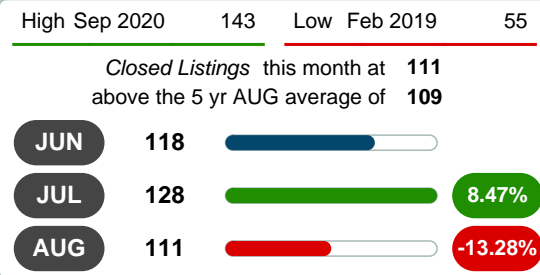 High Sep 2020 143 Low Feb 2019 55
Closed Listings this month at 111
above the 5 yr AUG average of 109
JUN 118
JUL 128 8.47%
AUG 111 -13.28%